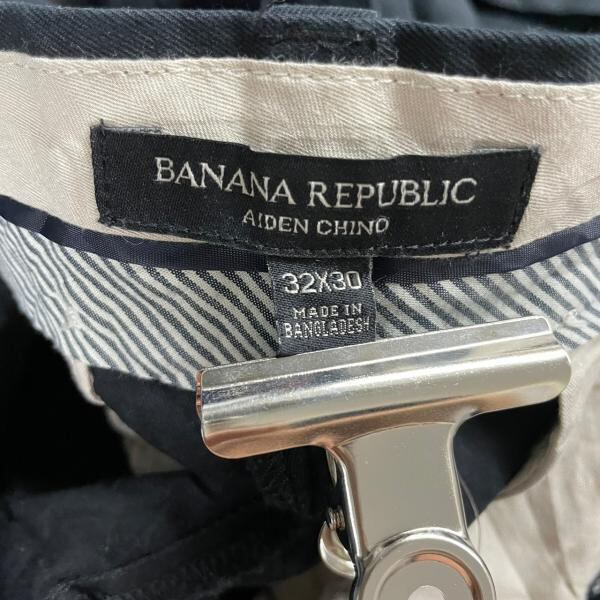 BANANA REPUBLIC
AIDEN CHINO
32X30
MADE IN
BANGLADESH